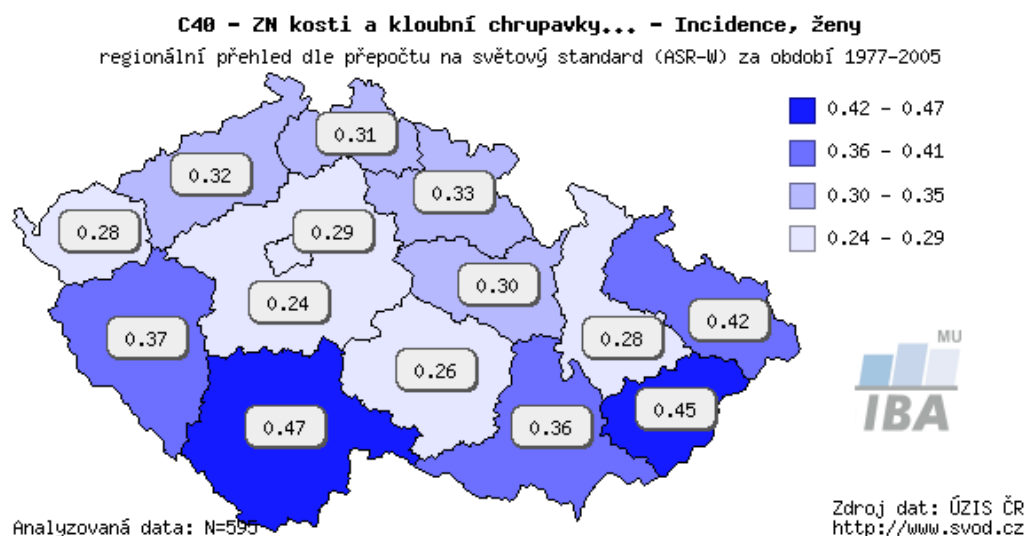 C40 - ZN kosti a kloubní chrupavky... - Incidence, ženy
regionální přehled dle přepočtu na světový standard (ASR-W) za období 1977-2005
0.42 - 0.47
0.36 - 0.41
0.30 - 0.35
0.24 - 0.29
0.31
0.32
0.33
0.28
0.29
0.30
0.24
0.42
0.37
0.28
0.26
0.45
0.47
0.36
MU
IBA
Analyzovaná data: N=595
Zdroj dat: ÚZIS ČR
http://www.svod.cz